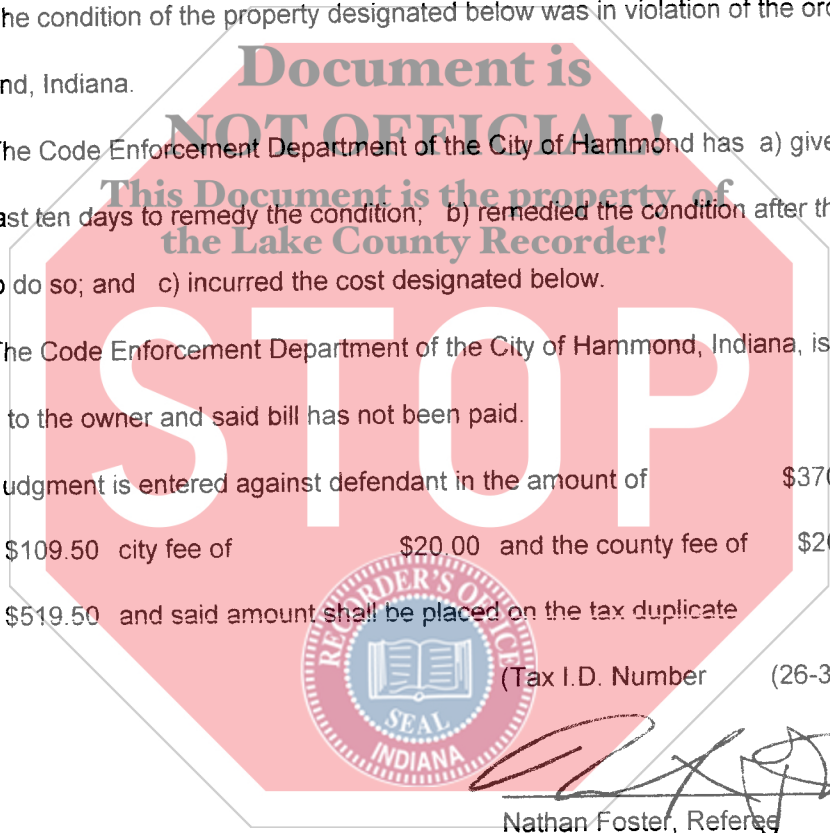 he condition of the property designated below was in violation of the or
Document is
nd, Indiana.
NOT OFFICIAL!
The Code Enforcement Department of the City of Hammond has a) give
This Document is the property of
ast ten days to remedy the condition; b) remedied the condition after th
the Lake County Recorder!
o do so; and c) incurred the cost designated below.
The Code Enforcement Department of the City of Hammond, Indiana, is
STOP
to the owner and said bill has not been paid.
udgment is entered against defendant in the amount of $370
$109.50 city fee of $20.00 and the county fee of $20
RECORDER'S OFFICE
$519.50 and said amount shall be placed on the tax duplicate
(Tax I.D. Number (26-3
SEAL
INDIANA
Nathan Foster, Referee